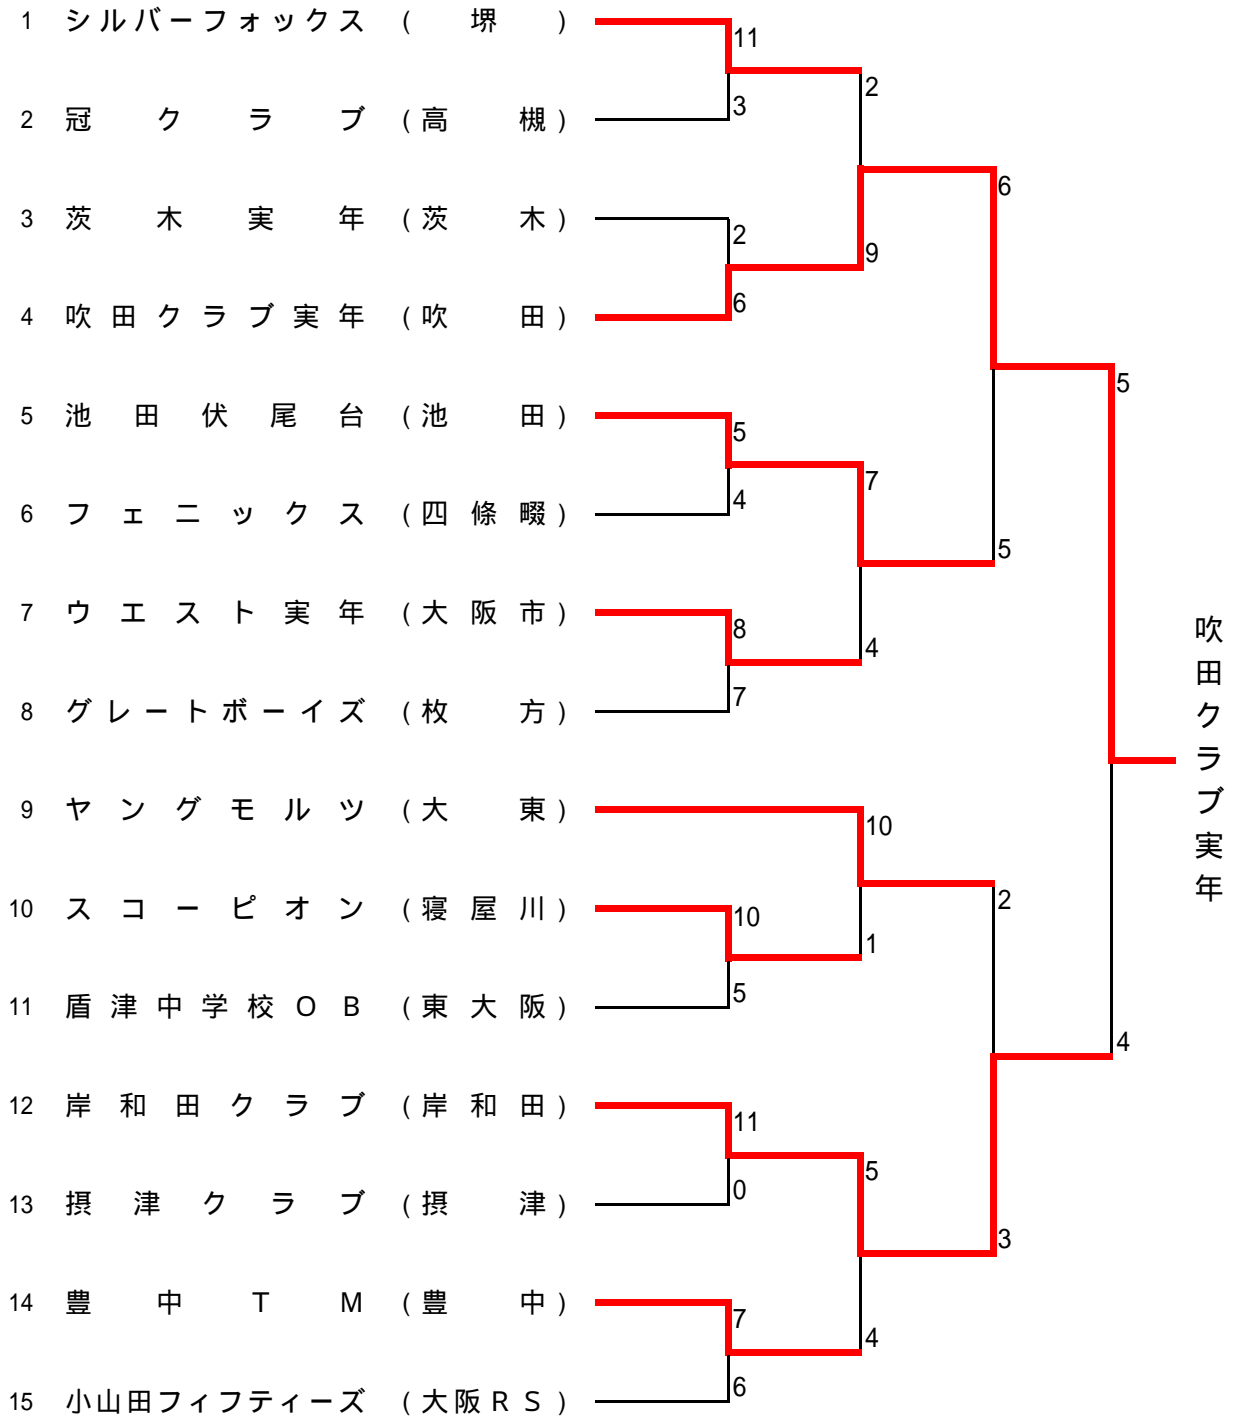 1 シルバーフォックス (堺)
11
2
3
2 冠クラブ (高槻)
6
3 茨木実年 (茨木)
2
9
6
4 吹田クラブ実年 (吹田)
5
5 池田伏尾台 (池田)
5
7
4
6 フェニックス (四條畷)
5
7 ウエスト実年 (大阪市)
8
4
7
8 グレートボーイズ (枚方)
吹田クラブ実年
9 ヤングモルツ (大東)
10
2
10 スコーピオン (寝屋川)
10
1
5
11 盾津中学校OB (東大阪)
4
12 岸和田クラブ (岸和田)
11
5
0
13 摂津クラブ (摂津)
3
14 豊中TM (豊中)
7
4
6
15 小山田フィフティーズ (大阪RS)